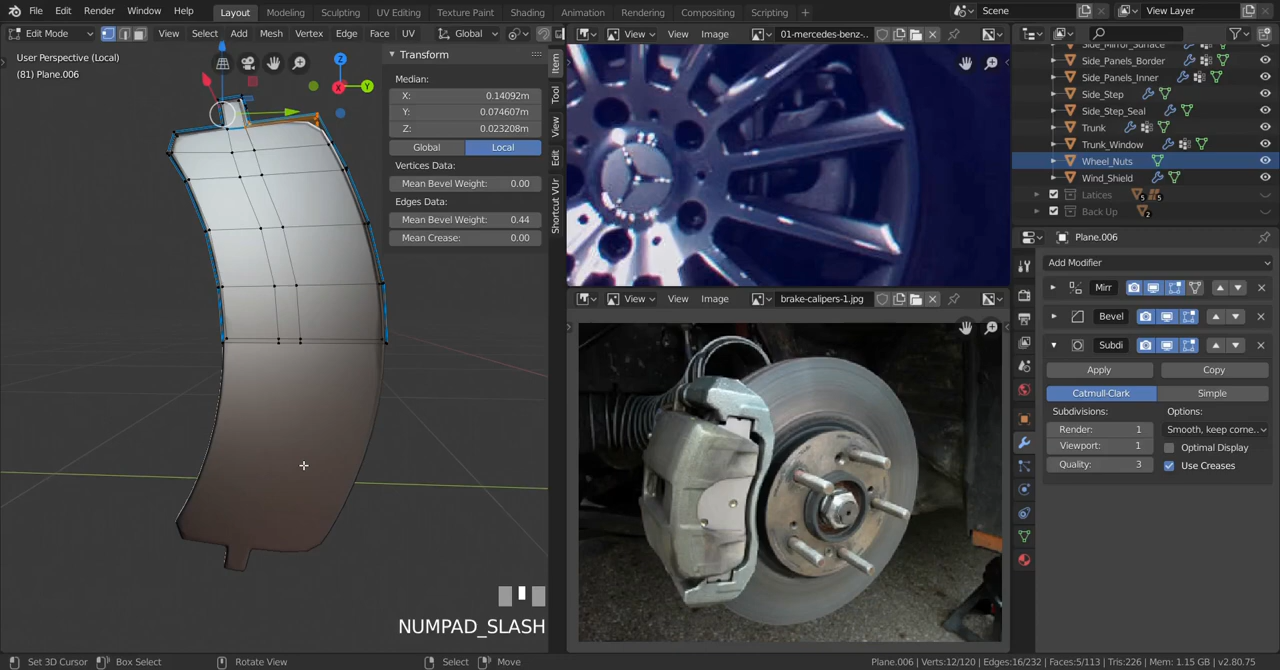 File Edit Render Window Help Layout Modeling Sculpting UV Editing Texture Paint Shading Animation Rendering Compositing Scripting + Scene View Layer
Edit Mode View Select Add Mesh Vertex Edge Face UV Global View View Image 01-mercedes-benz-...
User Perspective (Local)
(81) Plane.006
Z
Y
X
Transform
Median:
X: 0.14092m
Y: 0.074607m
Z: 0.023208m
Global Local
Vertices Data:
Mean Bevel Weight: 0.00
Edges Data:
Mean Bevel Weight: 0.44
Mean Crease: 0.00
Item
Tool
View
Edit
Shortcut VUr
NUMPAD_SLASH
View View Image brake-calipers-1.jpg
Side_Mirror_Surface
Side_Panels_Border
Side_Panels_Inner
Side_Step
Side_Step_Seal
Trunk
Trunk_Window
Wheel_Nuts
Wind_Shield
Latices 5 5
Back Up 2
Plane.006
Add Modifier
Mirr
Bevel
Subdi
Apply Copy
Catmull-Clark Simple
Subdivisions: Options:
Render: 1 Smooth, keep corne..
Viewport: 1 Optimal Display
Quality: 3 Use Creases
Set 3D Cursor Box Select Rotate View Select Move Plane.006 | Verts:12/120 | Edges:16/232 | Faces:5/113 | Tris:226 | Mem: 1.15 GB | v2.80.75